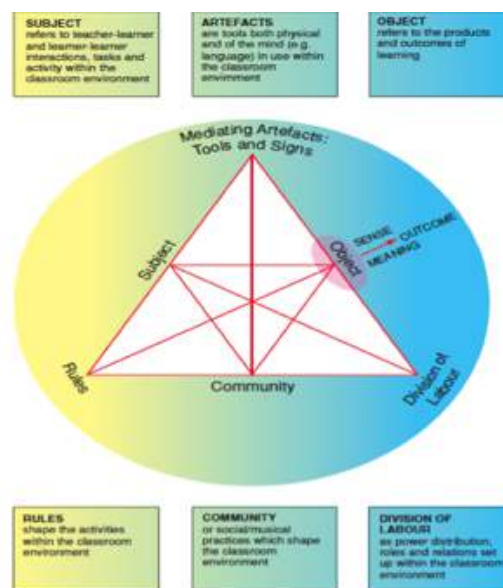 SUBJECT
refers to teacher-learner
and learner-learner
interactions, tasks and
activity within the
classroom environment
ARTEFACTS
are tools both physical
and of the mind (e.g.
language) in use within
the classroom
envirnment
OBJECT
refers to the products
and outcomes of
learning
Mediating Artefacts:
Tools and Signs
Subject
Object
SENSE
OUTCOME
MEANING
Rules
Community
Division of
Labour
RULES
shape the activities
within the classroom
environment
COMMUNITY
or social/musical
practices which shape
the classroom
environment
DIVISION OF
LABOUR
as power distribution,
roles and relations set
up within the classroom
environment